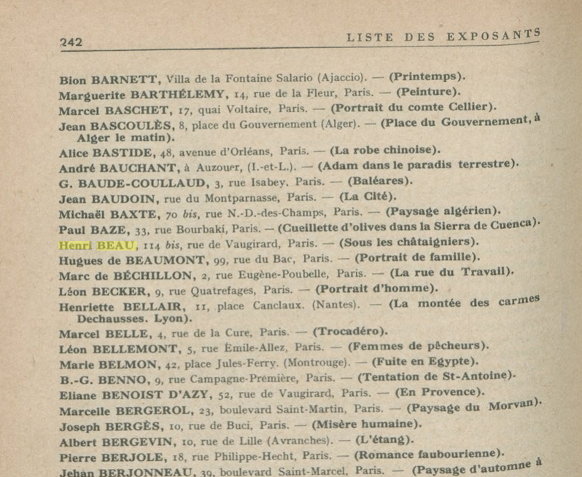 242 LISTE DES EXPOSANTS
Bion BARNETT, Villa de la Fontaine Salario (Ajaccio). — (Printemps).
Marguerite BARTHÉLEMY, 14, rue de la Fleur, Paris. — (Peinture).
Marcel BASCHET, 17, quai Voltaire, Paris. — (Portrait du comte Cellier).
Jean BASCOULÈS, 8, place du Gouvernement (Alger). — (Place du Gouvernement, à
Alger le matin).
Alice BASTIDE, 48, avenue d'Orléans, Paris. — (La robe chinoise).
André BAUCHANT, à Auzouer, (I.-et-L.). — (Adam dans le paradis terrestre).
G. BAUDE-COULLAUD, 3, rue Isabey, Paris. — (Baléares).
Jean BAUDOIN, rue du Montparnasse, Paris. — (La Cité).
Michaël BAXTE, 70 bis, rue N.-D.-des-Champs, Paris. — (Paysage algérien).
Paul BAZE, 33, rue Bourbaki, Paris. — (Cueillette d'olives dans la Sierra de Cuenca).
Henri BEAU, 114 bis, rue de Vaugirard, Paris. — (Sous les châtaigniers).
Hugues de BEAUMONT, 99, rue du Bac, Paris. — (Portrait de famille).
Marc de BÉCHILLON, 2, rue Eugène-Poubelle, Paris. — (La rue du Travail).
Léon BECKER, 9, rue Quatrefages, Paris. — (Portrait d'homme).
Henriette BELLAIR, 11, place Canclaux. (Nantes). — (La montée des carmes
Dechausses. Lyon).
Marcel BELLE, 4, rue de la Cure, Paris. — (Trocadéro).
Léon BELLEMONT, 5, rue Emile-Allez, Paris. — (Femmes de pêcheurs).
Marie BELMON, 42, place Jules-Ferry. (Montrouge). — (Fuite en Egypte).
B.-G. BENNO, 9, rue Campagne-Première, Paris. — (Tentation de St-Antoine).
Eliane BENOIST D'AZY, 52, rue de Vaugirard, Paris. — (En Provence).
Marcelle BERGEROL, 23, boulevard Saint-Martin, Paris. — (Paysage du Morvan).
Joseph BERGÈS, 10, rue de Buci, Paris. — (Misère humaine).
Albert BERGEVIN, 10, rue de Lille (Avranches). — (L'étang).
Pierre BERJOLE, 18, rue Philippe-Hecht, Paris. — (Romance faubourienne).
Jehan BERJONNEAU, 39, boulevard Saint-Marcel, Paris. — (Paysage d'automne à